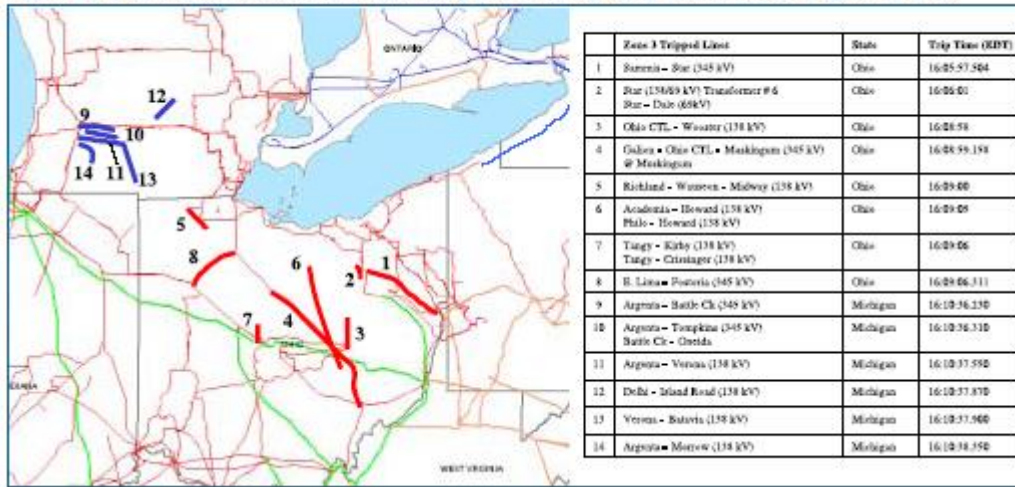 ONTARIO
12
9
10
11
14
13
5
8
6
1
2
7
4
3
WEST VIRGINIA
Zone 3 Tripped Lines State Trip Time (EDT)
1 Sammis – Star (345 kV) Ohio 16:05:57.504
2 Star (138/69 kV) Transformer # 6 Ohio 16:06:01
Star – Dale (69kV)
3 Ohio CTL – Wooster (138 kV) Ohio 16:08:58
4 Galion – Ohio CTL – Muskingum (345 kV) Ohio 16:08:59.198
@ Muskingum
5 Richland – Wauseon – Midway (138 kV) Ohio 16:09:00
6 Academia – Howard (138 kV) Ohio 16:09:05
Philo – Howard (138 kV)
7 Tangy – Kirby (138 kV) Ohio 16:09:06
Tangy – Crissinger (138 kV)
8 E. Lima – Fostoria (345 kV) Ohio 16:09:06.311
9 Argenta – Battle Ck (345 kV) Michigan 16:10:36.230
10 Argenta – Tompkins (345 kV) Michigan 16:10:36.310
Battle Ck – Oneida
11 Argenta – Verona (138 kV) Michigan 16:10:37.590
12 Delhi – Island Road (138 kV) Michigan 16:10:37.870
13 Verona – Batavia (138 kV) Michigan 16:10:37.900
14 Argenta – Morrow (138 kV) Michigan 16:10:38.350